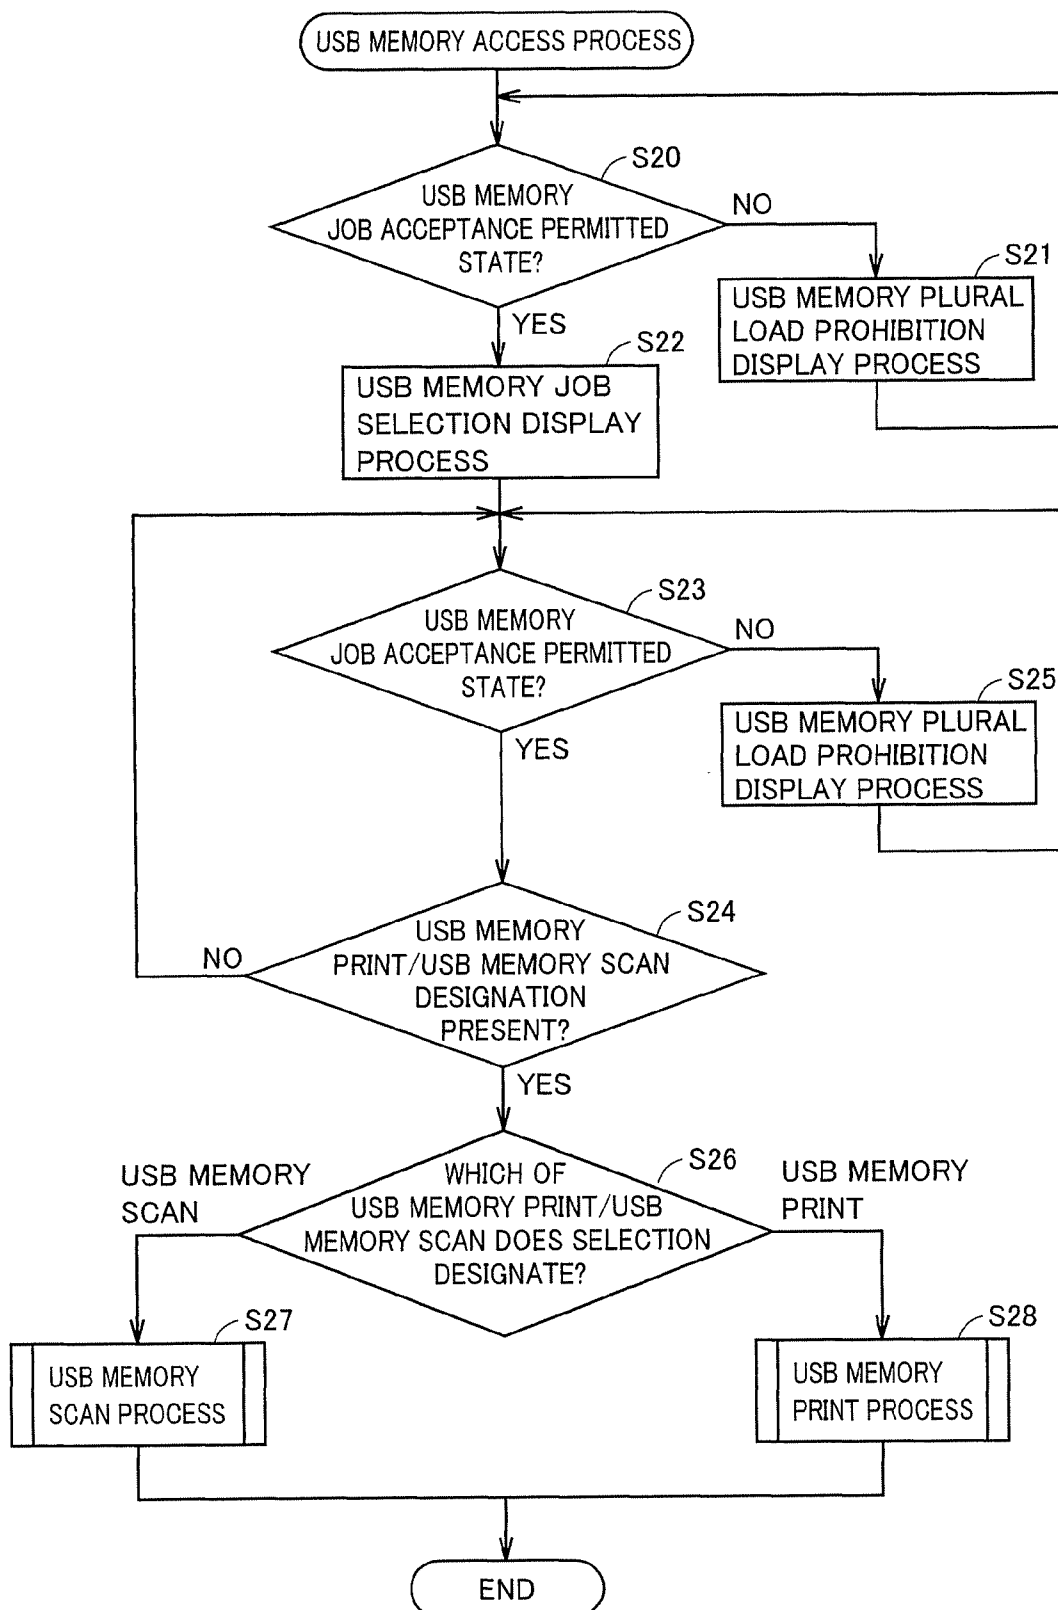 USB MEMORY ACCESS PROCESS
S20
USB MEMORY
JOB ACCEPTANCE PERMITTED
STATE?
NO
S21
USB MEMORY PLURAL
LOAD PROHIBITION
DISPLAY PROCESS
YES
S22
USB MEMORY JOB
SELECTION DISPLAY
PROCESS
S23
USB MEMORY
JOB ACCEPTANCE PERMITTED
STATE?
NO
S25
USB MEMORY PLURAL
LOAD PROHIBITION
DISPLAY PROCESS
YES
S24
USB MEMORY
PRINT/USB MEMORY SCAN
DESIGNATION
PRESENT?
NO
YES
S26
WHICH OF
USB MEMORY PRINT/USB
MEMORY SCAN DOES SELECTION
DESIGNATE?
USB MEMORY
SCAN
USB MEMORY
PRINT
S27
USB MEMORY
SCAN PROCESS
S28
USB MEMORY
PRINT PROCESS
END